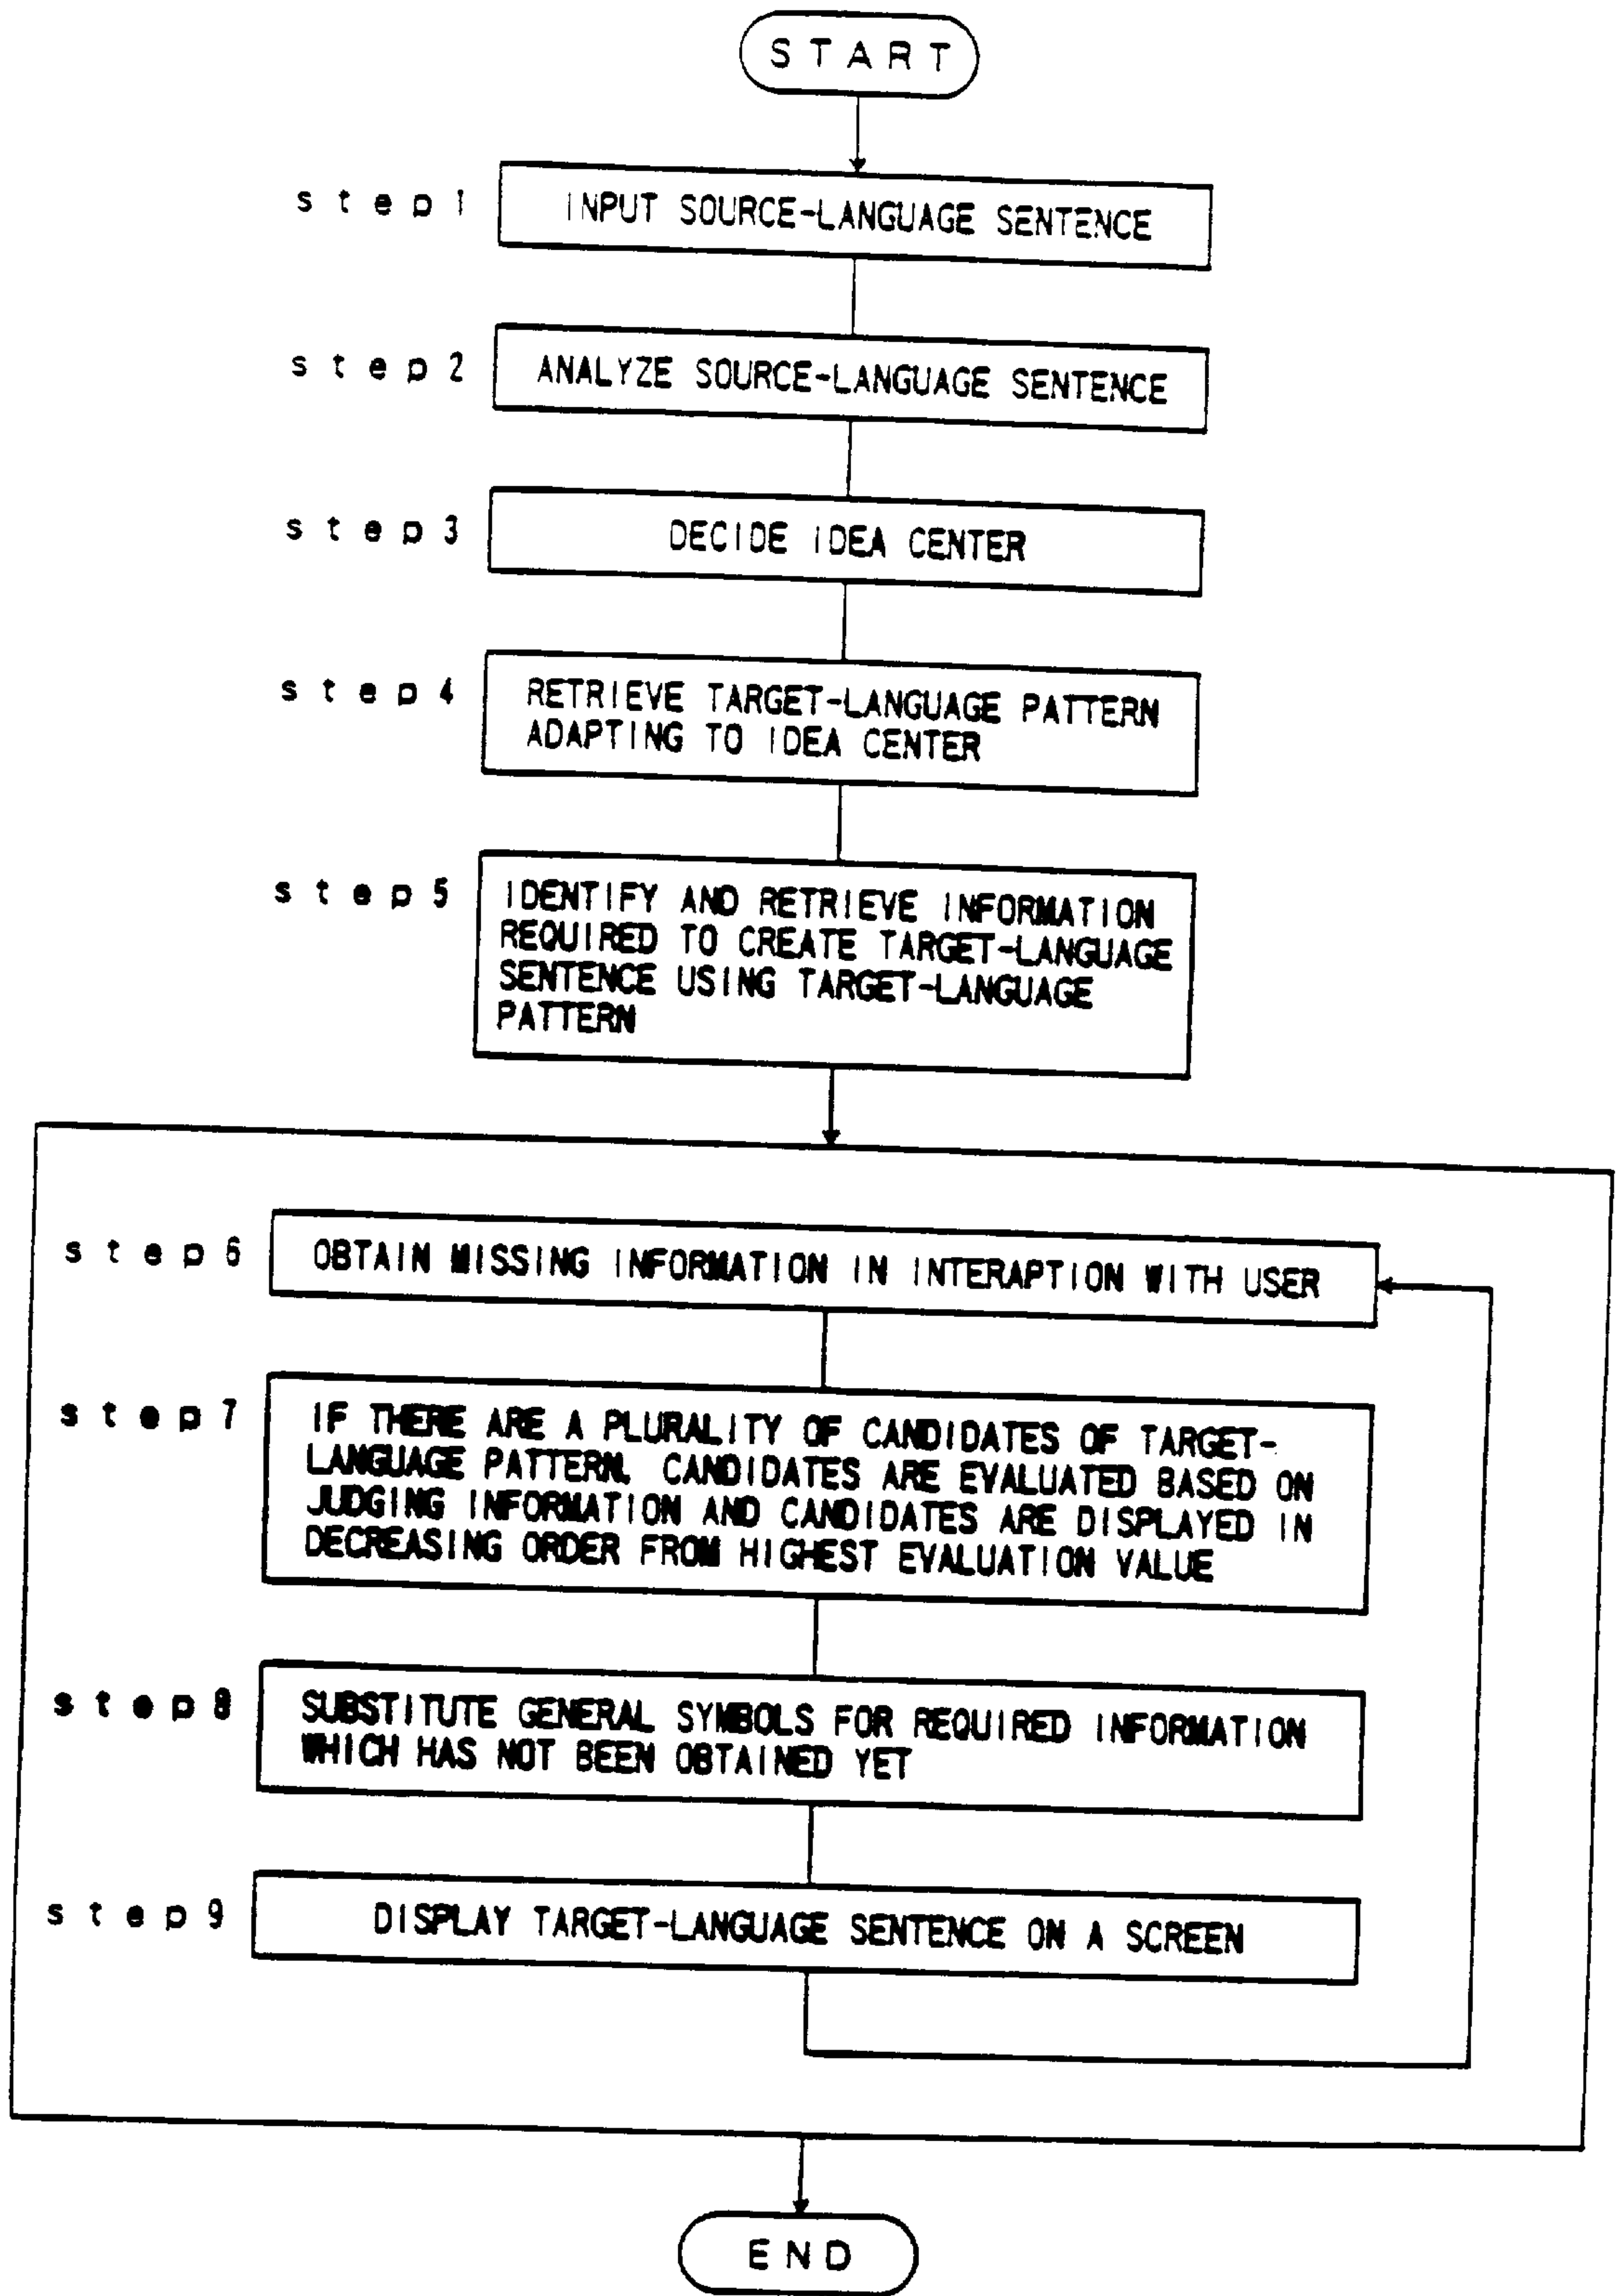 START
step1
INPUT SOURCE-LANGUAGE SENTENCE
step2
ANALYZE SOURCE-LANGUAGE SENTENCE
step3
DECIDE IDEA CENTER
step4
RETRIEVE TARGET-LANGUAGE PATTERN
ADAPTING TO IDEA CENTER
step5
IDENTIFY AND RETRIEVE INFORMATION
REQUIRED TO CREATE TARGET-LANGUAGE
SENTENCE USING TARGET-LANGUAGE
PATTERN
step6
OBTAIN MISSING INFORMATION IN INTERAPTION WITH USER
step7
IF THERE ARE A PLURALITY OF CANDIDATES OF TARGET-
LANGUAGE PATTERN, CANDIDATES ARE EVALUATED BASED ON
JUDGING INFORMATION AND CANDIDATES ARE DISPLAYED IN
DECREASING ORDER FROM HIGHEST EVALUATION VALUE
step8
SUBSTITUTE GENERAL SYMBOLS FOR REQUIRED INFORMATION
WHICH HAS NOT BEEN OBTAINED YET
step9
DISPLAY TARGET-LANGUAGE SENTENCE ON A SCREEN
END